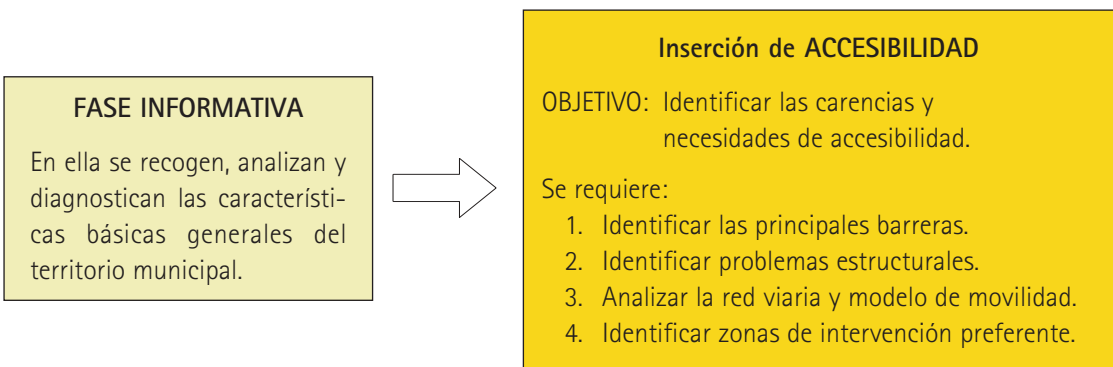 FASE INFORMATIVA
En ella se recogen, analizan y
diagnostican las característi-
cas básicas generales del
territorio municipal.
Inserción de ACCESIBILIDAD
OBJETIVO: Identificar las carencias y
necesidades de accesibilidad.
Se requiere:
1. Identificar las principales barreras.
2. Identificar problemas estructurales.
3. Analizar la red viaria y modelo de movilidad.
4. Identificar zonas de intervención preferente.